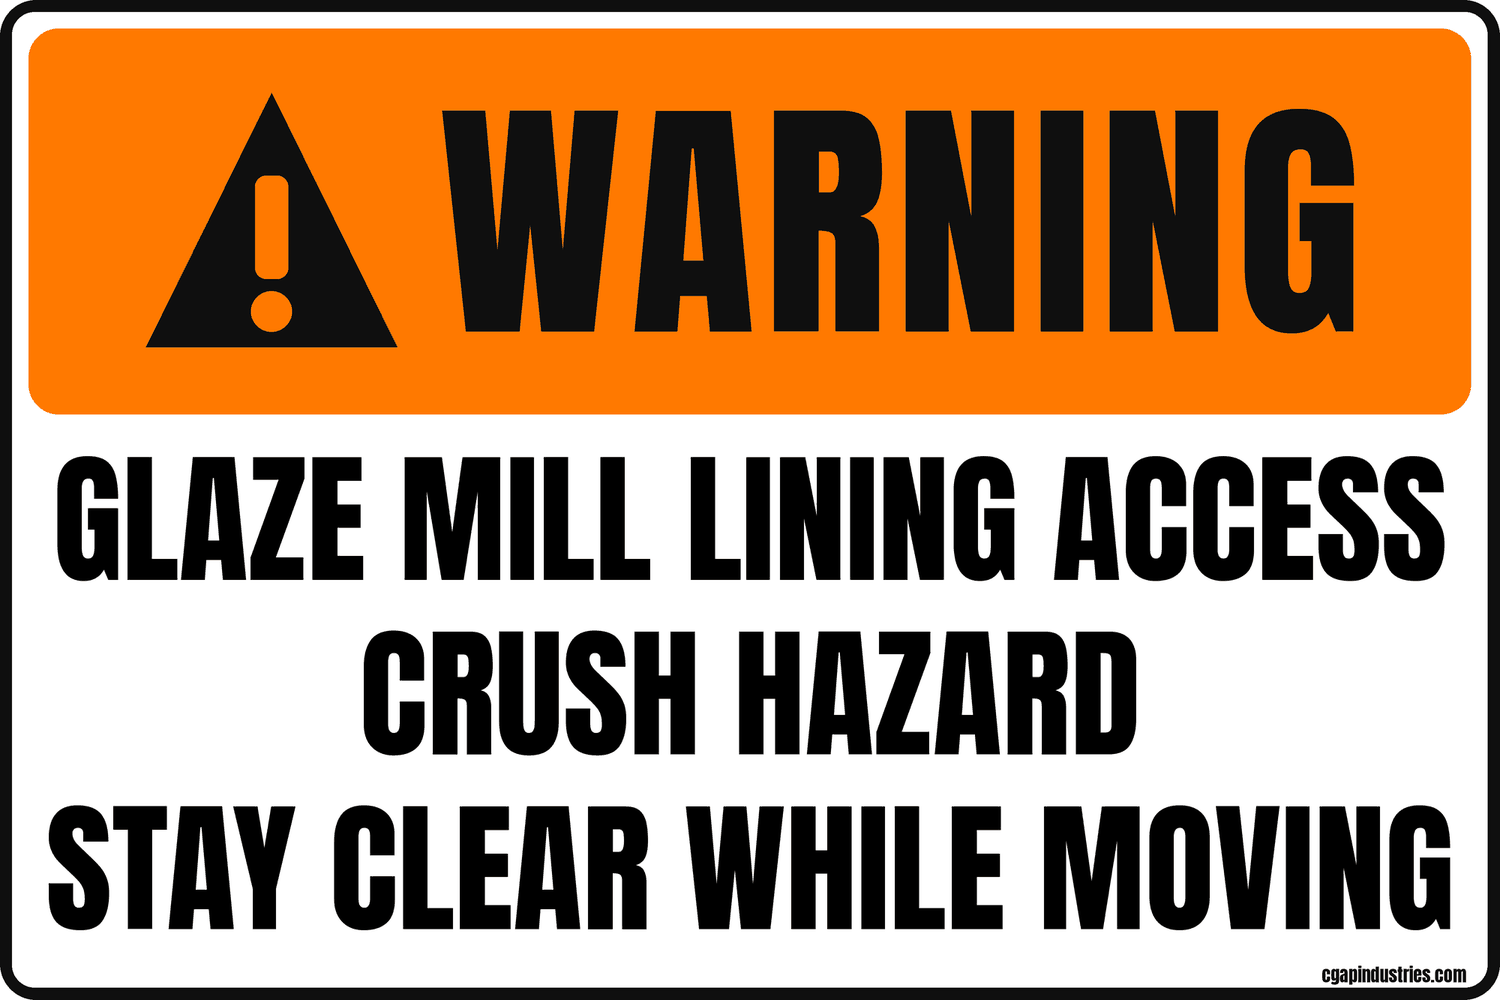 WARNING
GLAZE MILL LINING ACCESS
CRUSH HAZARD
STAY CLEAR WHILE MOVING
cgapindustries.com